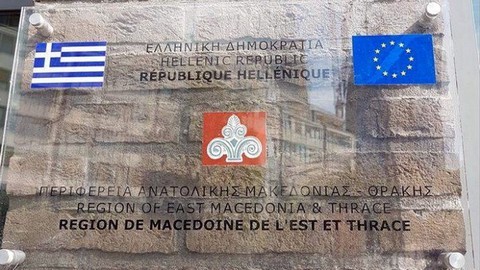 ΕΛΛΗΝΙΚΗ ΔΗΜΟΚΡΑΤΙΑ
HELLENIC REPUBLIC
RÉPUBLIQUE HELLÉNIQUE
ΠΕΡΙΦΕΡΕΙΑ ΑΝΑΤΟΛΙΚΗΣ ΜΑΚΕΔΟΝΙΑΣ - ΘΡΑΚΗΣ
REGION OF EAST MACEDONIA & THRACE
REGION DE MACEDOINE DE L'EST ET THRACE